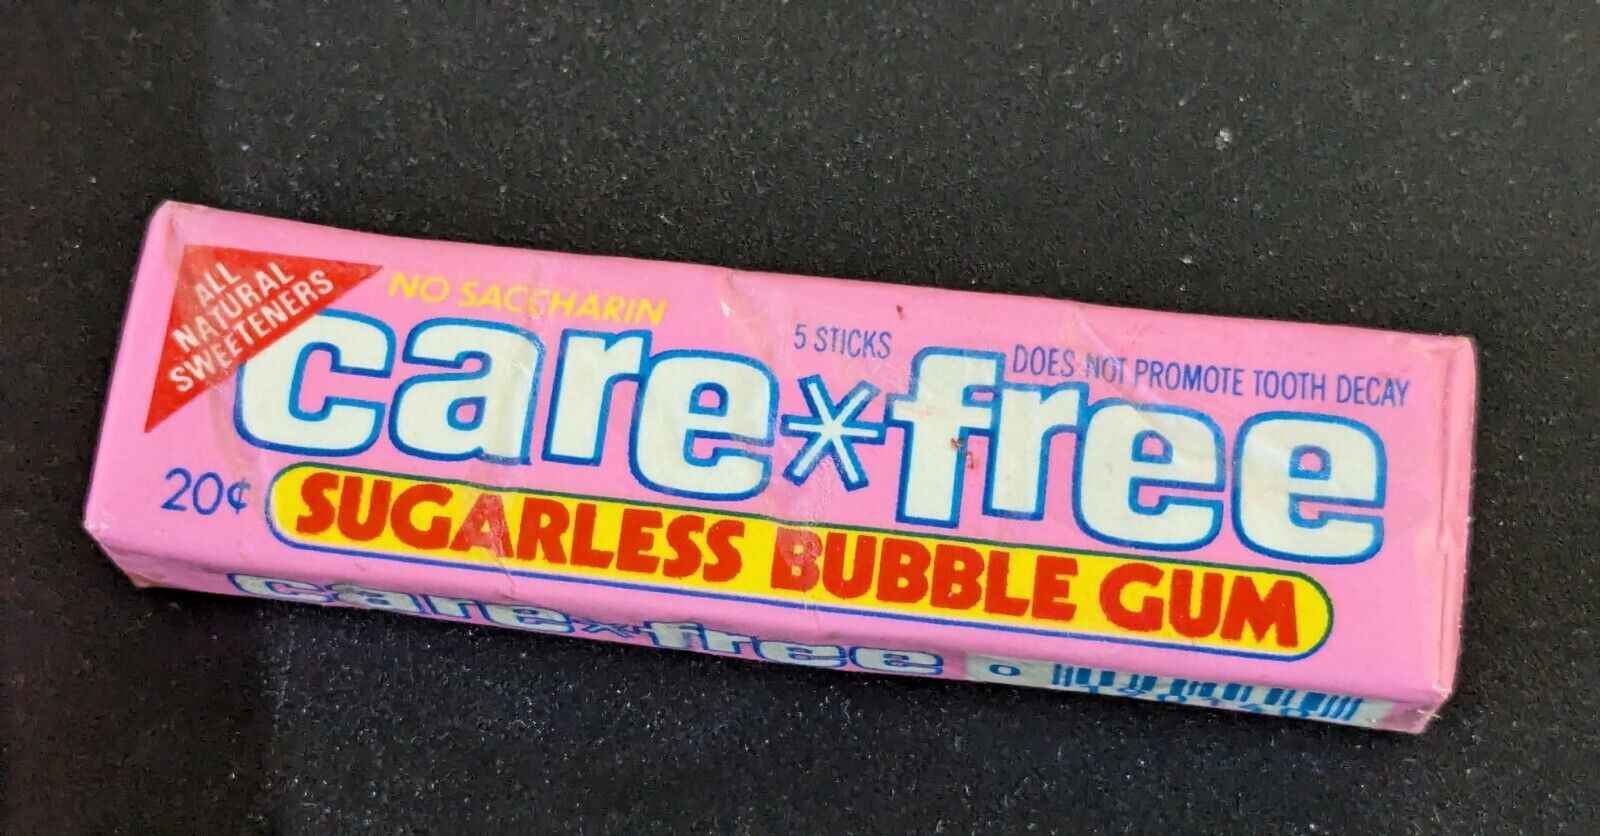 ALL
NATURAL
SWEETENERS
NO SACCHARIN
5 STICKS
DOES NOT PROMOTE TOOTH DECAY
care*free
20¢
SUGARLESS BUBBLE GUM
care*free
0